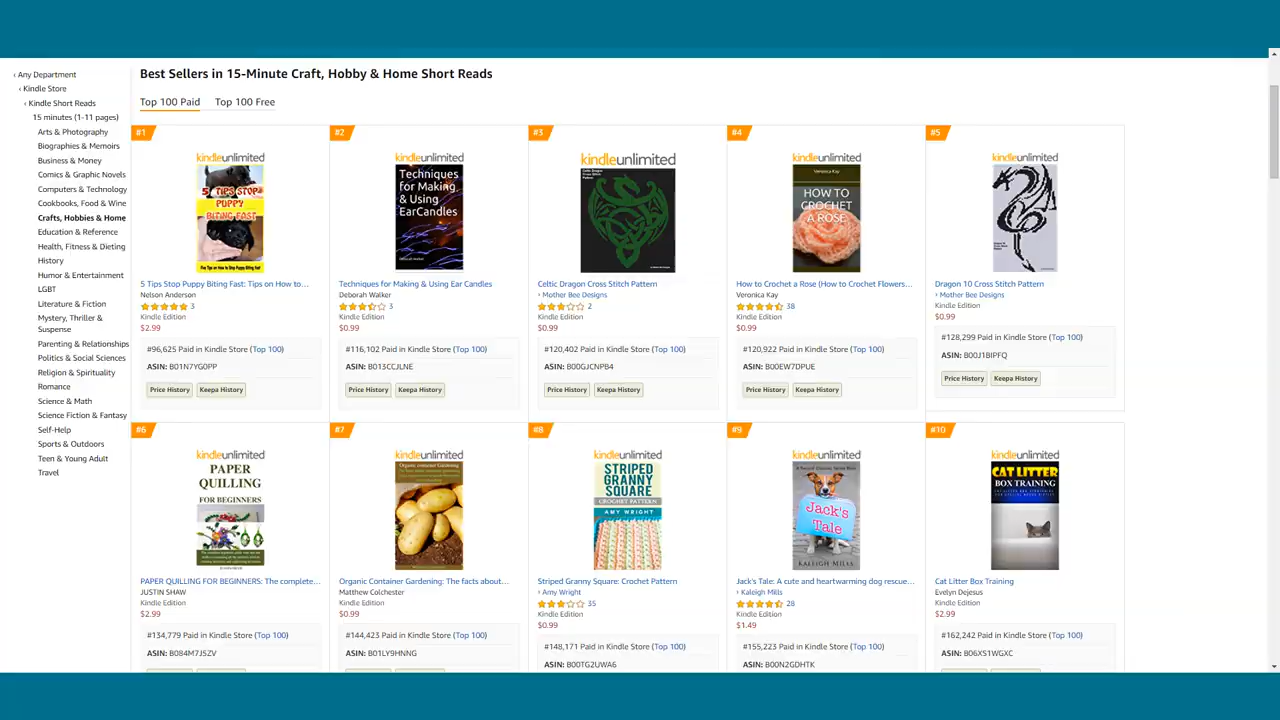 ‹ Any Department
‹ Kindle Store
‹ Kindle Short Reads
15 minutes (1-11 pages)
Arts & Photography
Biographies & Memoirs
Business & Money
Comics & Graphic Novels
Computers & Technology
Cookbooks, Food & Wine
Crafts, Hobbies & Home
Education & Reference
Health, Fitness & Dieting
History
Humor & Entertainment
LGBT
Literature & Fiction
Mystery, Thriller &
Suspense
Parenting & Relationships
Politics & Social Sciences
Religion & Spirituality
Romance
Science & Math
Science Fiction & Fantasy
Self-Help
Sports & Outdoors
Teen & Young Adult
Travel
Best Sellers in 15-Minute Craft, Hobby & Home Short Reads
Top 100 Paid Top 100 Free
#1
kindleunlimited
5 TIPS STOP
PUPPY
BITING FAST
Five Tips on How to Stop Puppy Biting Fast
5 Tips Stop Puppy Biting Fast: Tips on How to...
Nelson Anderson
3
Kindle Edition
$2.99
#96,625 Paid in Kindle Store (Top 100)
ASIN: B01N7YG0PP
Price History Keepa History
#2
kindleunlimited
Techniques
for Making
& Using
EarCandles
Techniques for Making & Using Ear Candles
Deborah Walker
3
Kindle Edition
$0.99
#116,102 Paid in Kindle Store (Top 100)
ASIN: B013CCJLNE
Price History Keepa History
#3
kindleunlimited
Celtic Dragon
Cross Stitch
Pattern
Celtic Dragon Cross Stitch Pattern
› Mother Bee Designs
2
Kindle Edition
$0.99
#120,402 Paid in Kindle Store (Top 100)
ASIN: B00GJCNPB4
Price History Keepa History
#4
kindleunlimited
Veronica Kay
HOW TO
CROCHET
A ROSE
How to Crochet a Rose (How to Crochet Flowers...
Veronica Kay
38
Kindle Edition
$0.99
#120,922 Paid in Kindle Store (Top 100)
ASIN: B00EW7DPUE
Price History Keepa History
#5
kindleunlimited
Dragon 10 Cross Stitch Pattern
› Mother Bee Designs
Kindle Edition
$0.99
#128,299 Paid in Kindle Store (Top 100)
ASIN: B00J1BIPFQ
Price History Keepa History
#6
kindleunlimited
PAPER
QUILLING
FOR BEGINNERS
PAPER QUILLING FOR BEGINNERS: The complete...
JUSTIN SHAW
Kindle Edition
$2.99
#134,779 Paid in Kindle Store (Top 100)
ASIN: B084M7J5ZV
#7
kindleunlimited
Organic container Gardening
Organic Container Gardening: The facts about...
Matthew Colchester
Kindle Edition
$0.99
#144,423 Paid in Kindle Store (Top 100)
ASIN: B01LY9HNNG
#8
kindleunlimited
STRIPED
GRANNY
SQUARE
CROCHET PATTERN
AMY WRIGHT
Striped Granny Square: Crochet Pattern
› Amy Wright
35
Kindle Edition
$0.99
#148,171 Paid in Kindle Store (Top 100)
ASIN: B00TG2UWA6
#9
kindleunlimited
Jack's
Tale
KALEIGH MILLS
Jack's Tale: A cute and heartwarming dog rescue...
› Kaleigh Mills
28
Kindle Edition
$1.49
#155,223 Paid in Kindle Store (Top 100)
ASIN: B00N2GDHTK
#10
kindleunlimited
CAT LITTER
BOX TRAINING
Cat Litter Box Training
Evelyn Dejesus
Kindle Edition
$0.99
#162,242 Paid in Kindle Store (Top 100)
ASIN: B06XS1WGXC